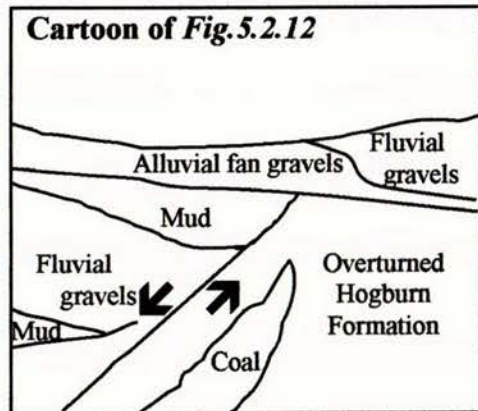 Cartoon of Fig.5.2.12
Fluvial
gravels
Alluvial fan gravels
Mud
Fluvial
gravels
Overturned
Hogburn
Formation
Mud
Coal